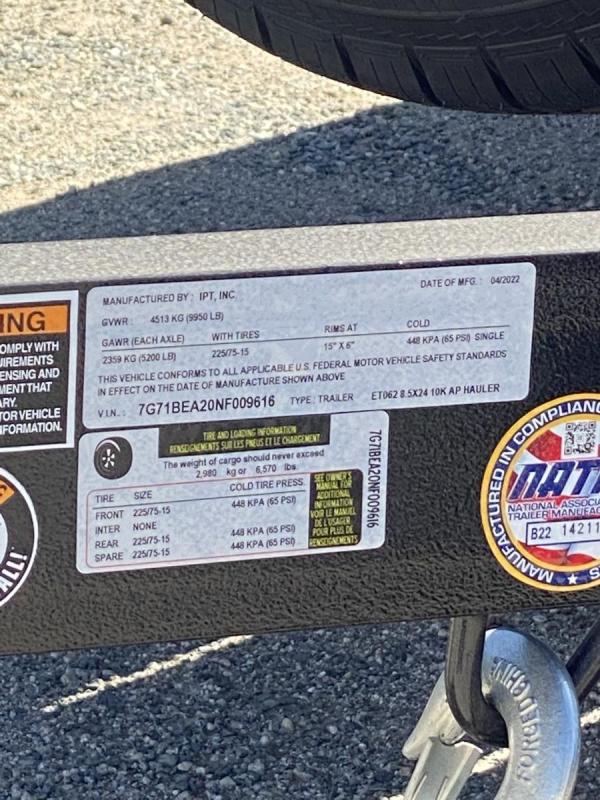 ING
OMPLY WITH
UIREMENTS
ENSING AND
MENT THAT
ARY.
TOR VEHICLE
INFORMATION.
ALL!
MANUFACTURED BY: IPT, INC.
DATE OF MFG.: 04/2022
GVWR: 4513 KG (9950 LB)
GAWR (EACH AXLE) WITH TIRES RIMS AT COLD
2359 KG (5200 LB) 225/75-15 15" X 6" 448 KPA (65 PSI) SINGLE
THIS VEHICLE CONFORMS TO ALL APPLICABLE U.S. FEDERAL MOTOR VEHICLE SAFETY STANDARDS
IN EFFECT ON THE DATE OF MANUFACTURE SHOWN ABOVE
V.I.N.: 7G71BEA20NF009616 TYPE: TRAILER ET062 8.5X24 10K AP HAULER
TIRE AND LOADING INFORMATION
RENSEIGNEMENTS SUR LES PNEUS ET LE CHARGEMENT
The weight of cargo should never exceed
2,980 kg or 6,570 lbs.
TIRE SIZE COLD TIRE PRESS.
FRONT 225/75-15 448 KPA (65 PSI)
INTER NONE
REAR 225/75-15 448 KPA (65 PSI)
SPARE 225/75-15 448 KPA (65 PSI)
SEE OWNER'S
MANUAL FOR
ADDITIONAL
INFORMATION
VOIR LE MANUEL
DE L'USAGER
POUR PLUS DE
RENSEIGNEMENTS
7G71BEA20NF009616
MANUFACTURED IN COMPLIANC
NAT
NATIONAL ASSOCIA
TRAILER MANUFAC
B22 14211
FORGED